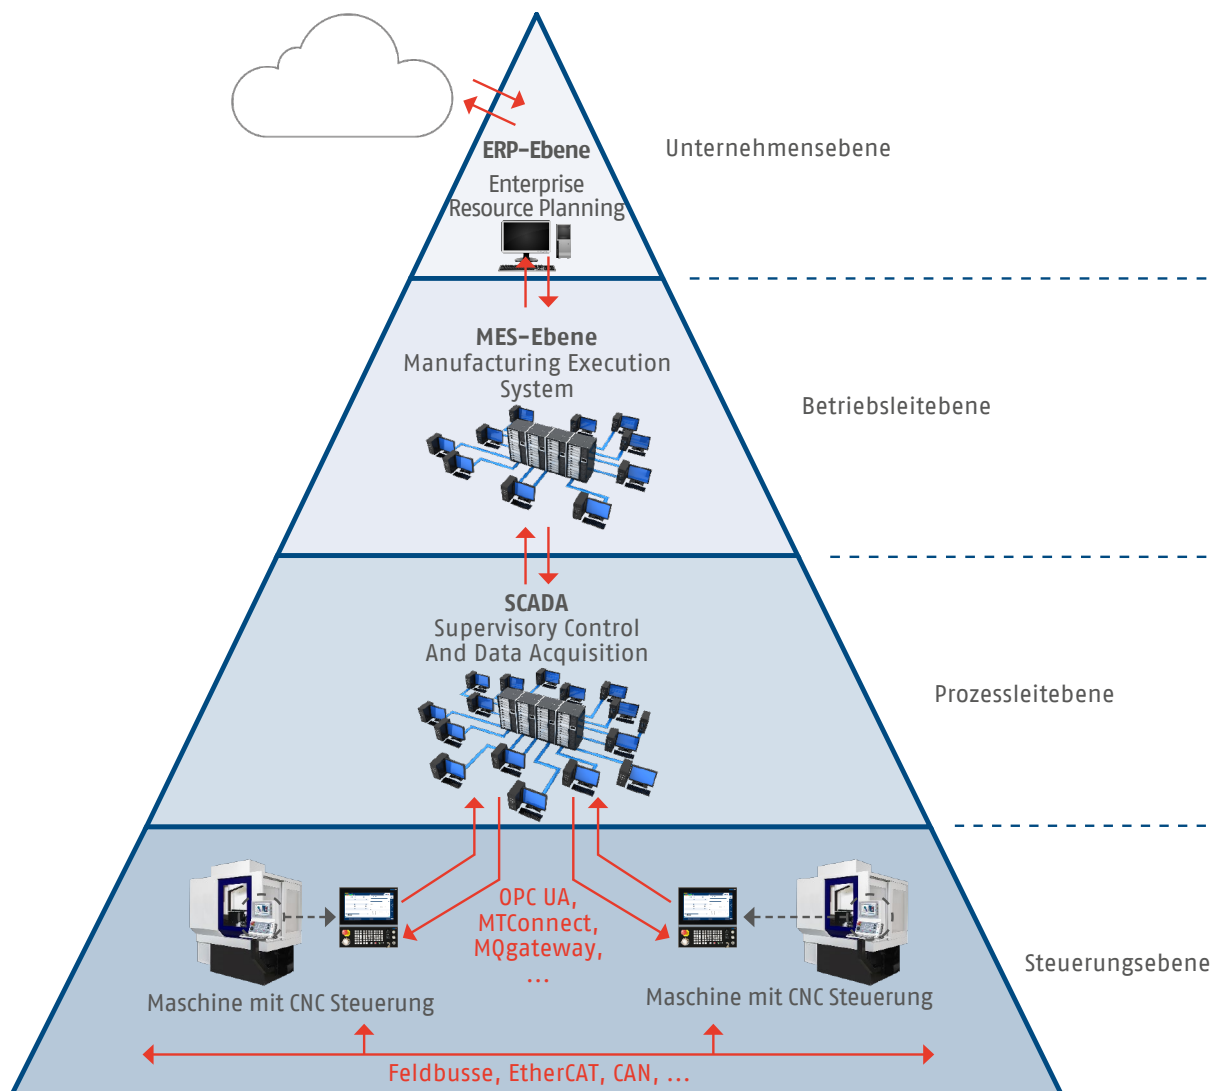 ERP-Ebene
Unternehmensebene
Enterprise
Resource Planning
MES-Ebene
Manufacturing Execution
System
Betriebsleitebene
SCADA
Supervisory Control
And Data Acquisition
Prozessleitebene
OPC UA,
MTConnect,
MQgateway,
...
Steuerungsebene
Maschine mit CNC Steuerung
Maschine mit CNC Steuerung
Feldbusse, EtherCAT, CAN, ...